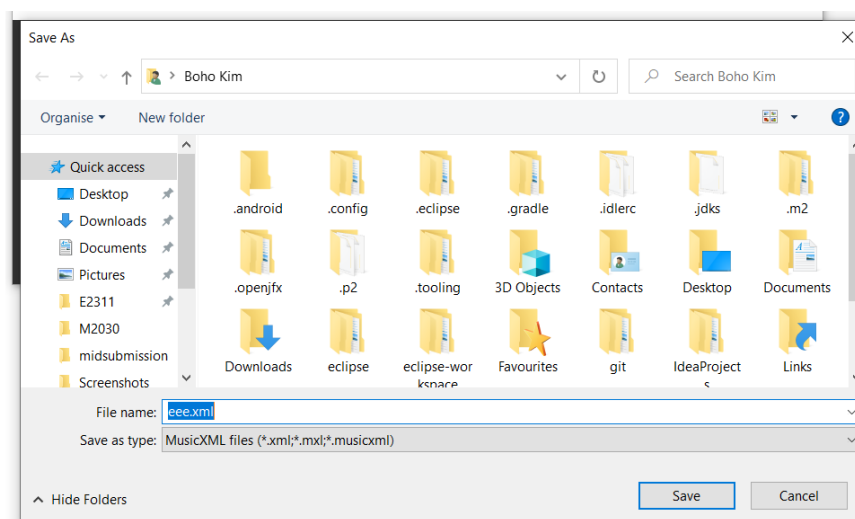 Save As
Boho Kim
Search Boho Kim
Organise
New folder
Quick access
Desktop
Downloads
Documents
Pictures
E2311
M2030
midsubmission
Screenshots
.android
.config
.eclipse
.gradle
.idlerc
.jdks
.m2
.openjfx
.p2
.tooling
3D Objects
Contacts
Desktop
Documents
Downloads
eclipse
eclipse-wor
kspace
Favourites
git
IdeaProject
s
Links
File name: eee.xml
Save as type: MusicXML files (*.xml;*.mxl;*.musicxml)
Hide Folders
Save
Cancel